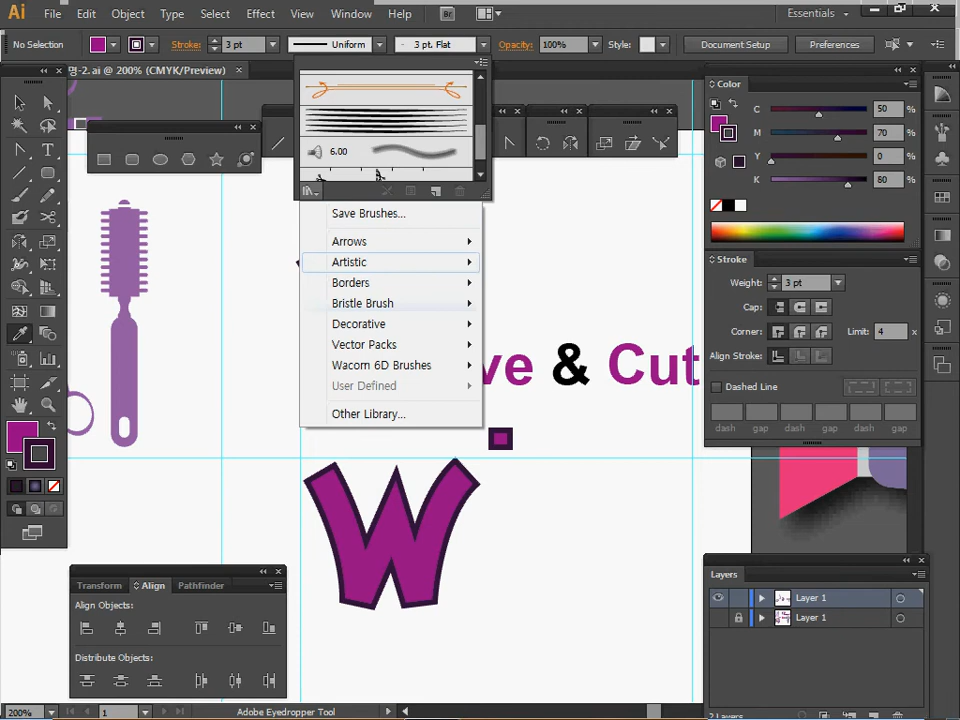 Ai File Edit Object Type Select Effect View Window Help Br Essentials
No Selection Stroke: 3 pt Uniform 3 pt. Flat Opacity: 100% Style: Document Setup Preferences
명-2.ai @ 200% (CMYK/Preview) ×
6.00
Save Brushes...
Arrows
Artistic
Borders
Bristle Brush
Decorative
Vector Packs
Wacom 6D Brushes
User Defined
Other Library...
ve & Cut
W
Color
C 50
M 70
Y 0
K 80
Stroke
Weight: 3 pt
Cap:
Corner: Limit: 4 x
Align Stroke:
Dashed Line
dash gap dash gap dash gap
Transform Align Pathfinder
Align Objects:
Distribute Objects:
Layers
Layer 1
Layer 1
2 Layers
200% 1 Adobe Eyedropper Tool